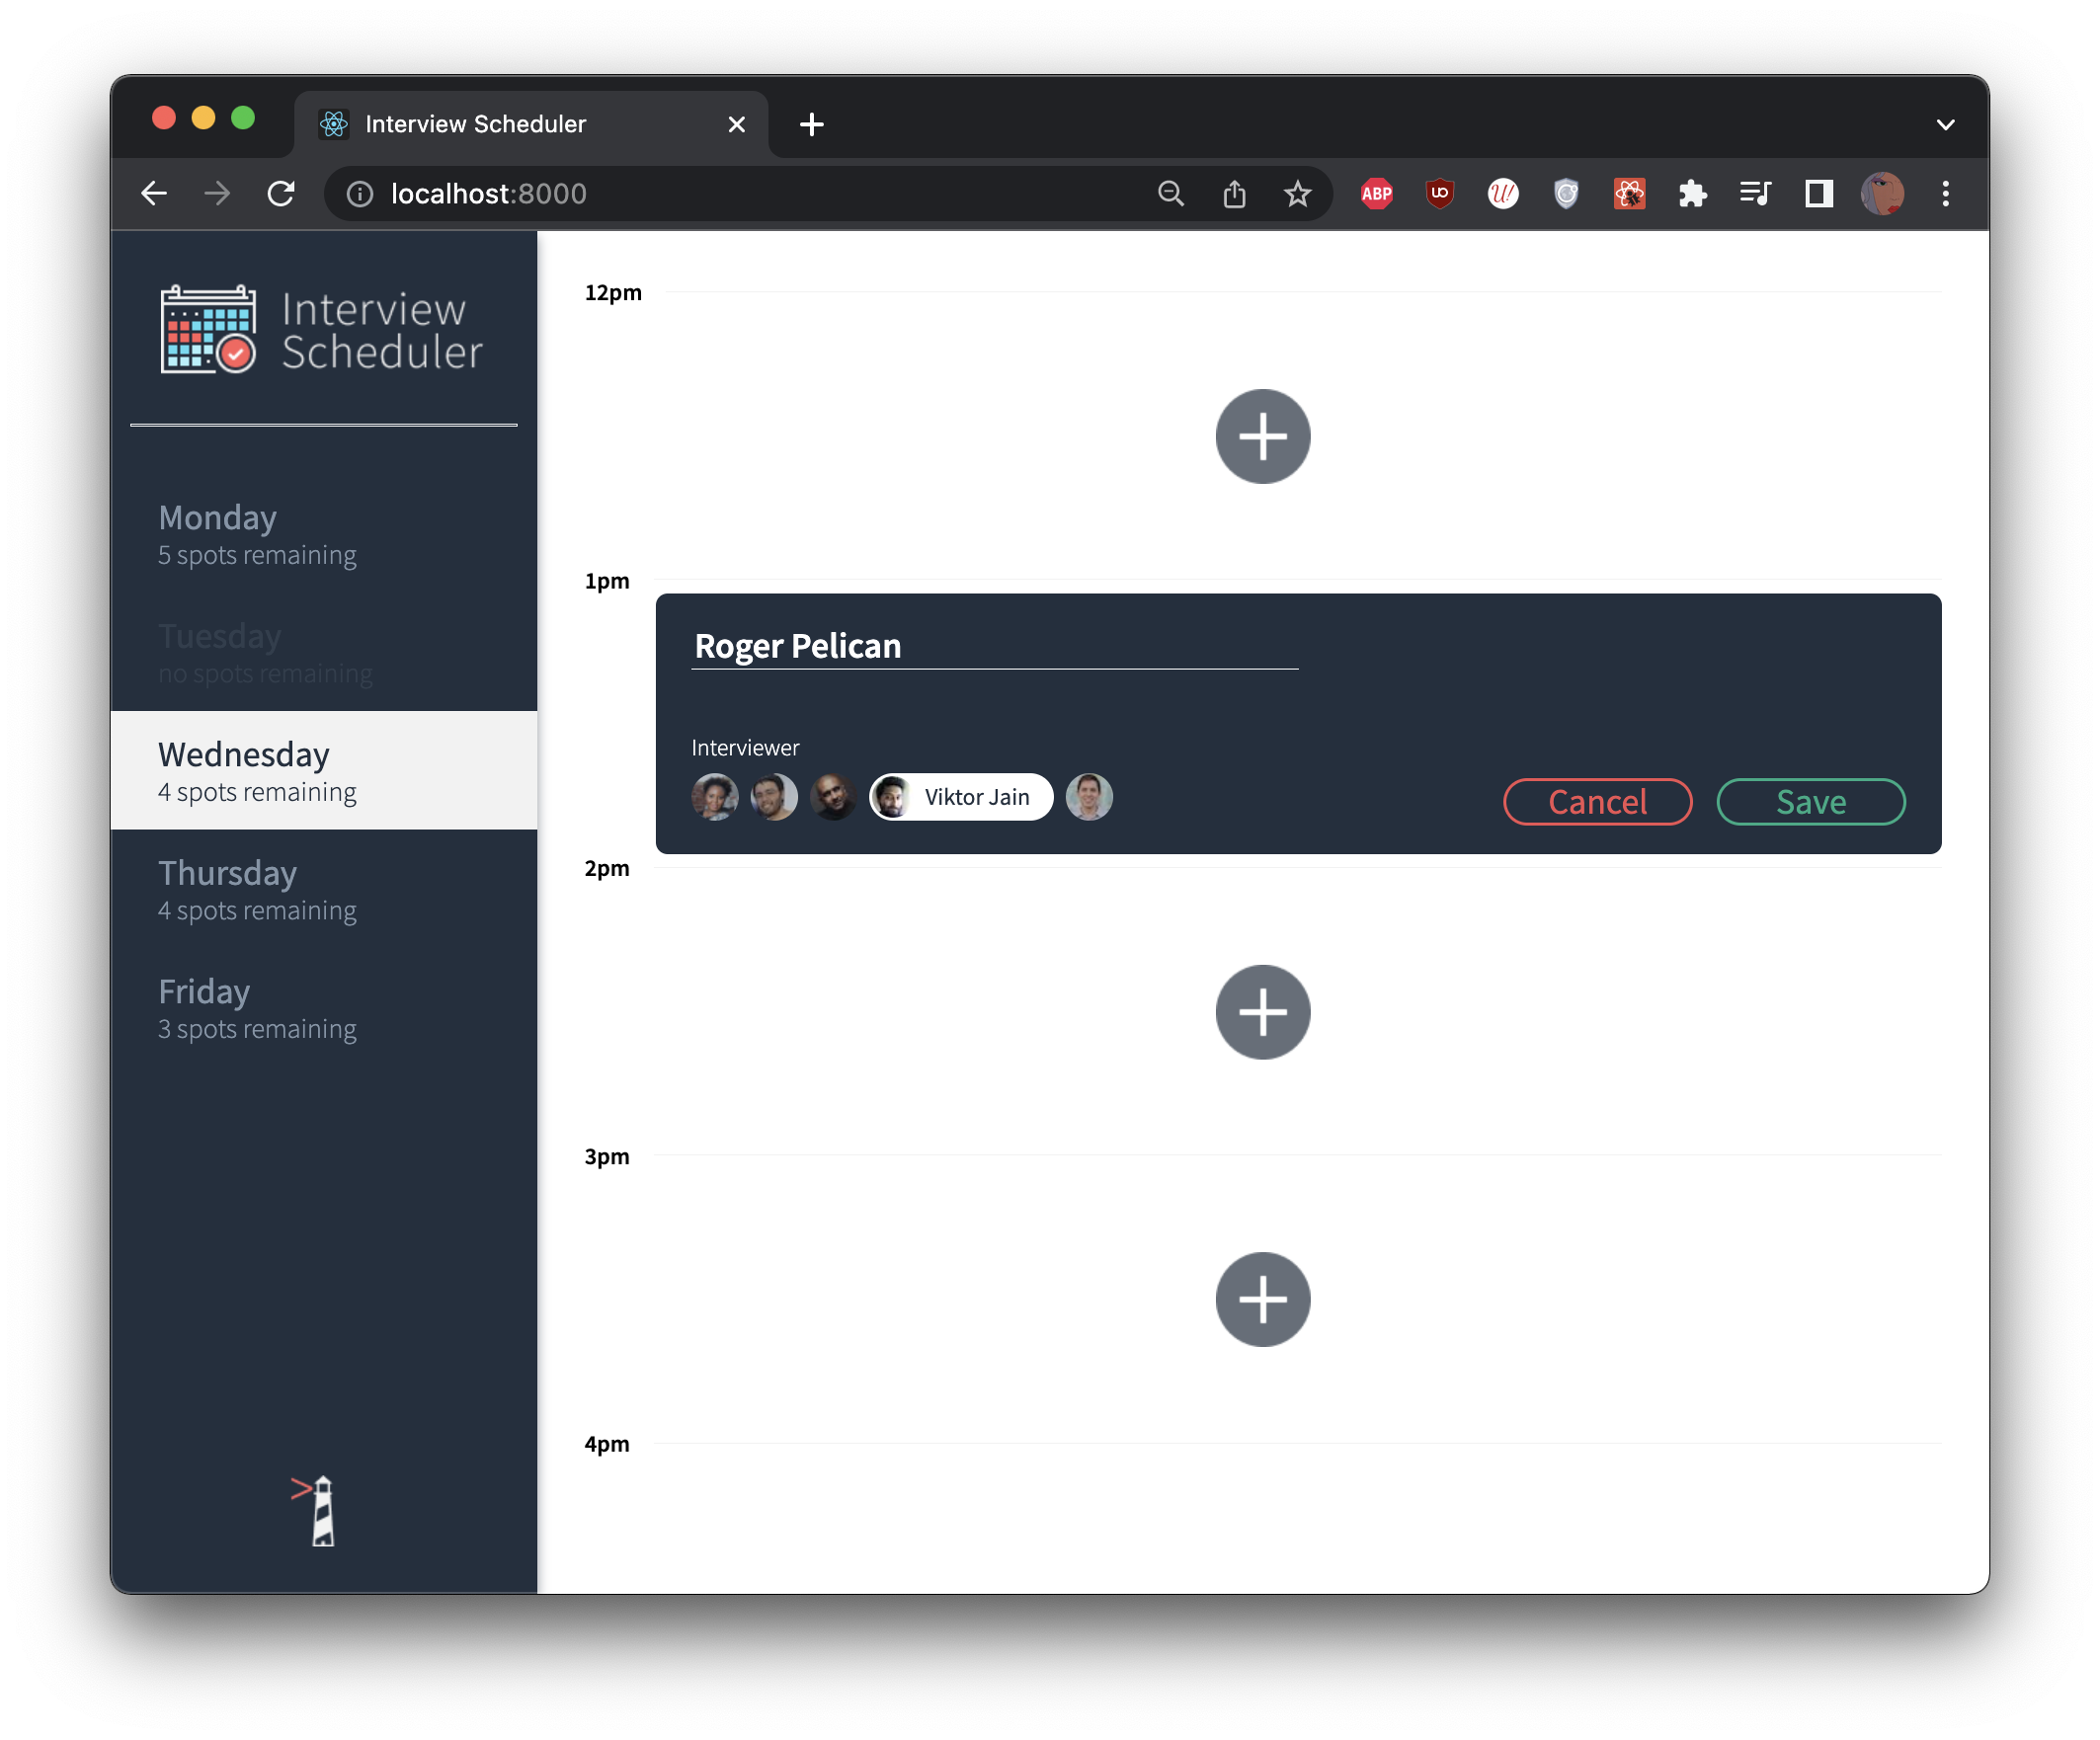 Interview Scheduler
localhost:8000
ABP
Interview
Scheduler
Monday
5 spots remaining
Tuesday
no spots remaining
Wednesday
4 spots remaining
Thursday
4 spots remaining
Friday
3 spots remaining
12pm
1pm
Roger Pelican
Interviewer
Viktor Jain
Cancel
Save
2pm
3pm
4pm